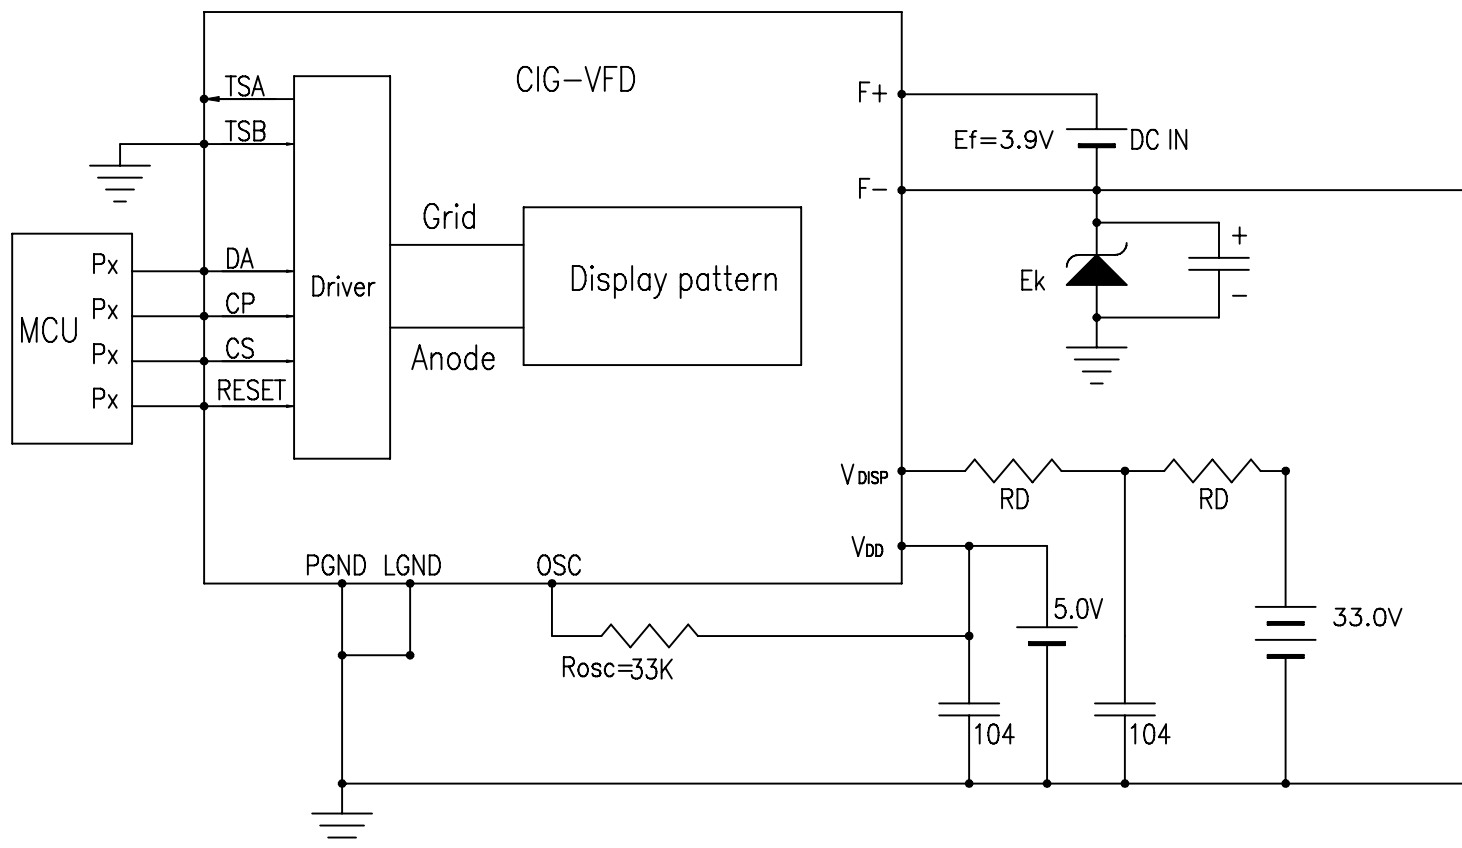 CIG-VFD
TSA
F+
TSB
Ef=3.9V
DC IN
F-
Grid
+
Px
DA
Driver
Display pattern
Ek
-
Px
CP
MCU
Px
CS
Anode
Px
RESET
VDISP
RD
RD
VDD
PGND
LGND
OSC
5.0V
33.0V
Rosc=33K
104
104